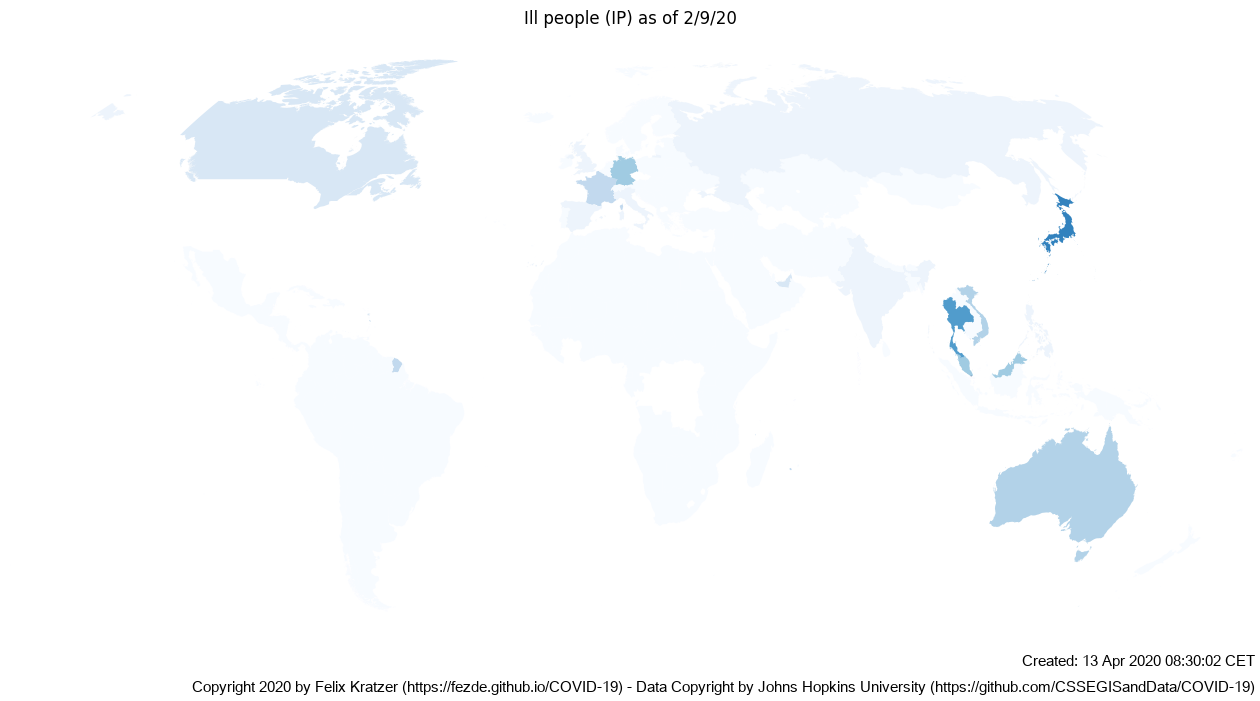 Ill people (IP) as of 2/9/20
Created: 13 Apr 2020 08:30:02 CET
Copyright 2020 by Felix Kratzer (https://fezde.github.io/COVID-19) - Data Copyright by Johns Hopkins University (https://github.com/CSSEGISandData/COVID-19)